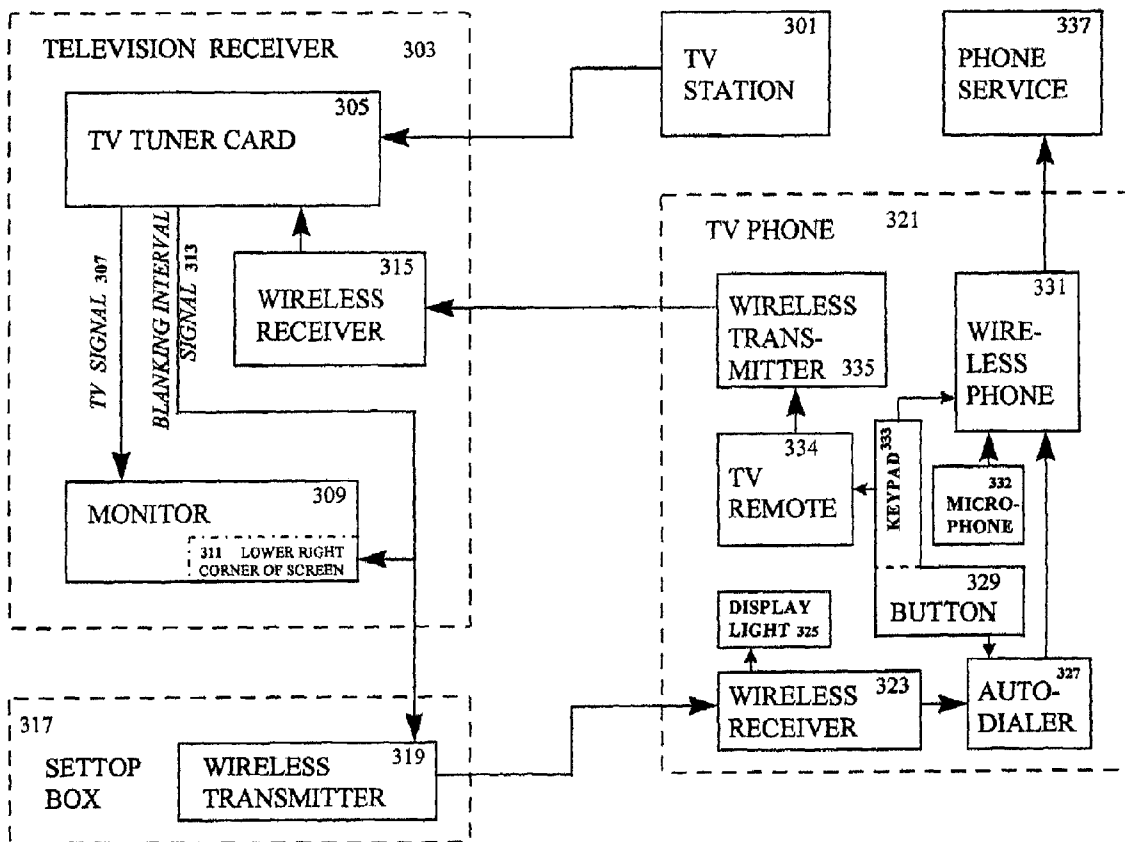 TELEVISION RECEIVER 303
305
TV TUNER CARD
TV SIGNAL 307
BLANKING INTERVAL
SIGNAL 313
315
WIRELESS
RECEIVER
309
MONITOR
311 LOWER RIGHT
CORNER OF SCREEN
317
SETTOP
BOX
319
WIRELESS
TRANSMITTER
301
TV
STATION
337
PHONE
SERVICE
TV PHONE 321
WIRELESS
TRANS-
MITTER 335
331
WIRE-
LESS
PHONE
334
TV
REMOTE
KEYPAD 333
332
MICRO-
PHONE
329
BUTTON
DISPLAY
LIGHT 325
WIRELESS 323
RECEIVER
327
AUTO-
DIALER